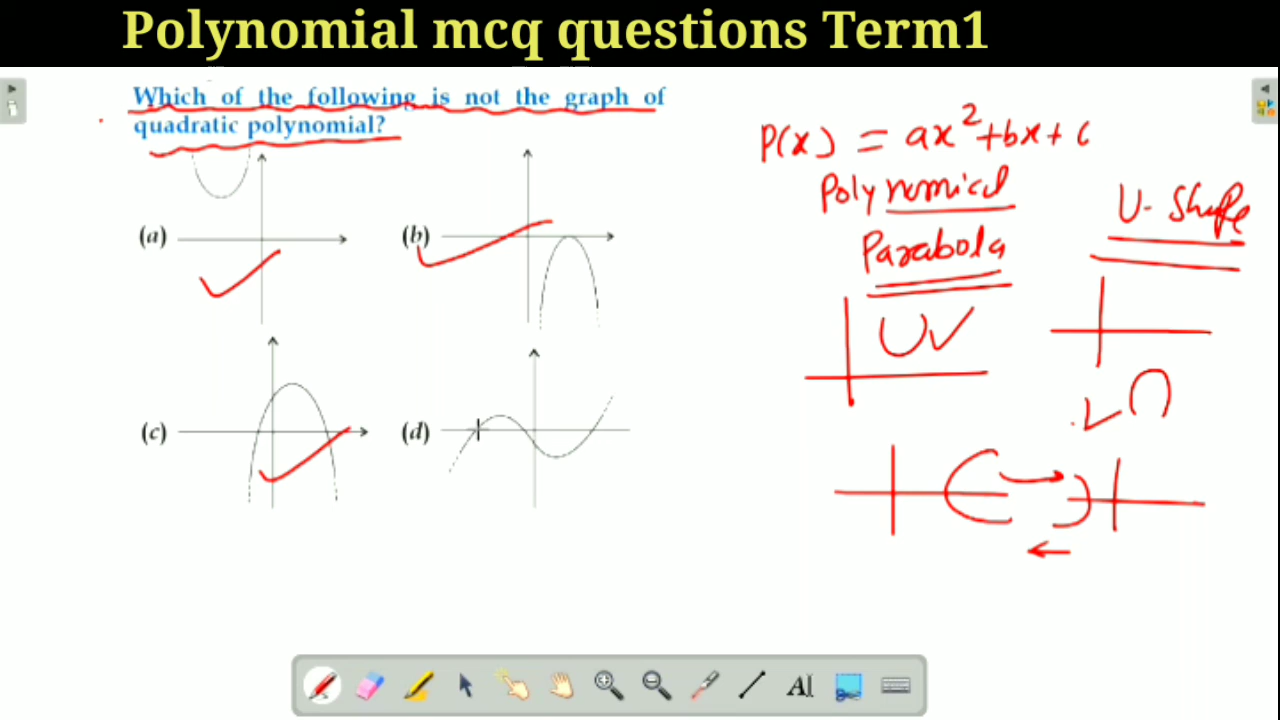 Polynomial mcq questions Term1
Which of the following is not the graph of
quadratic polynomial?
P(x) = ax²+bx+c
Polynomial
U- Shape
Parabola
(a)
(b)
(c)
(d)
AI